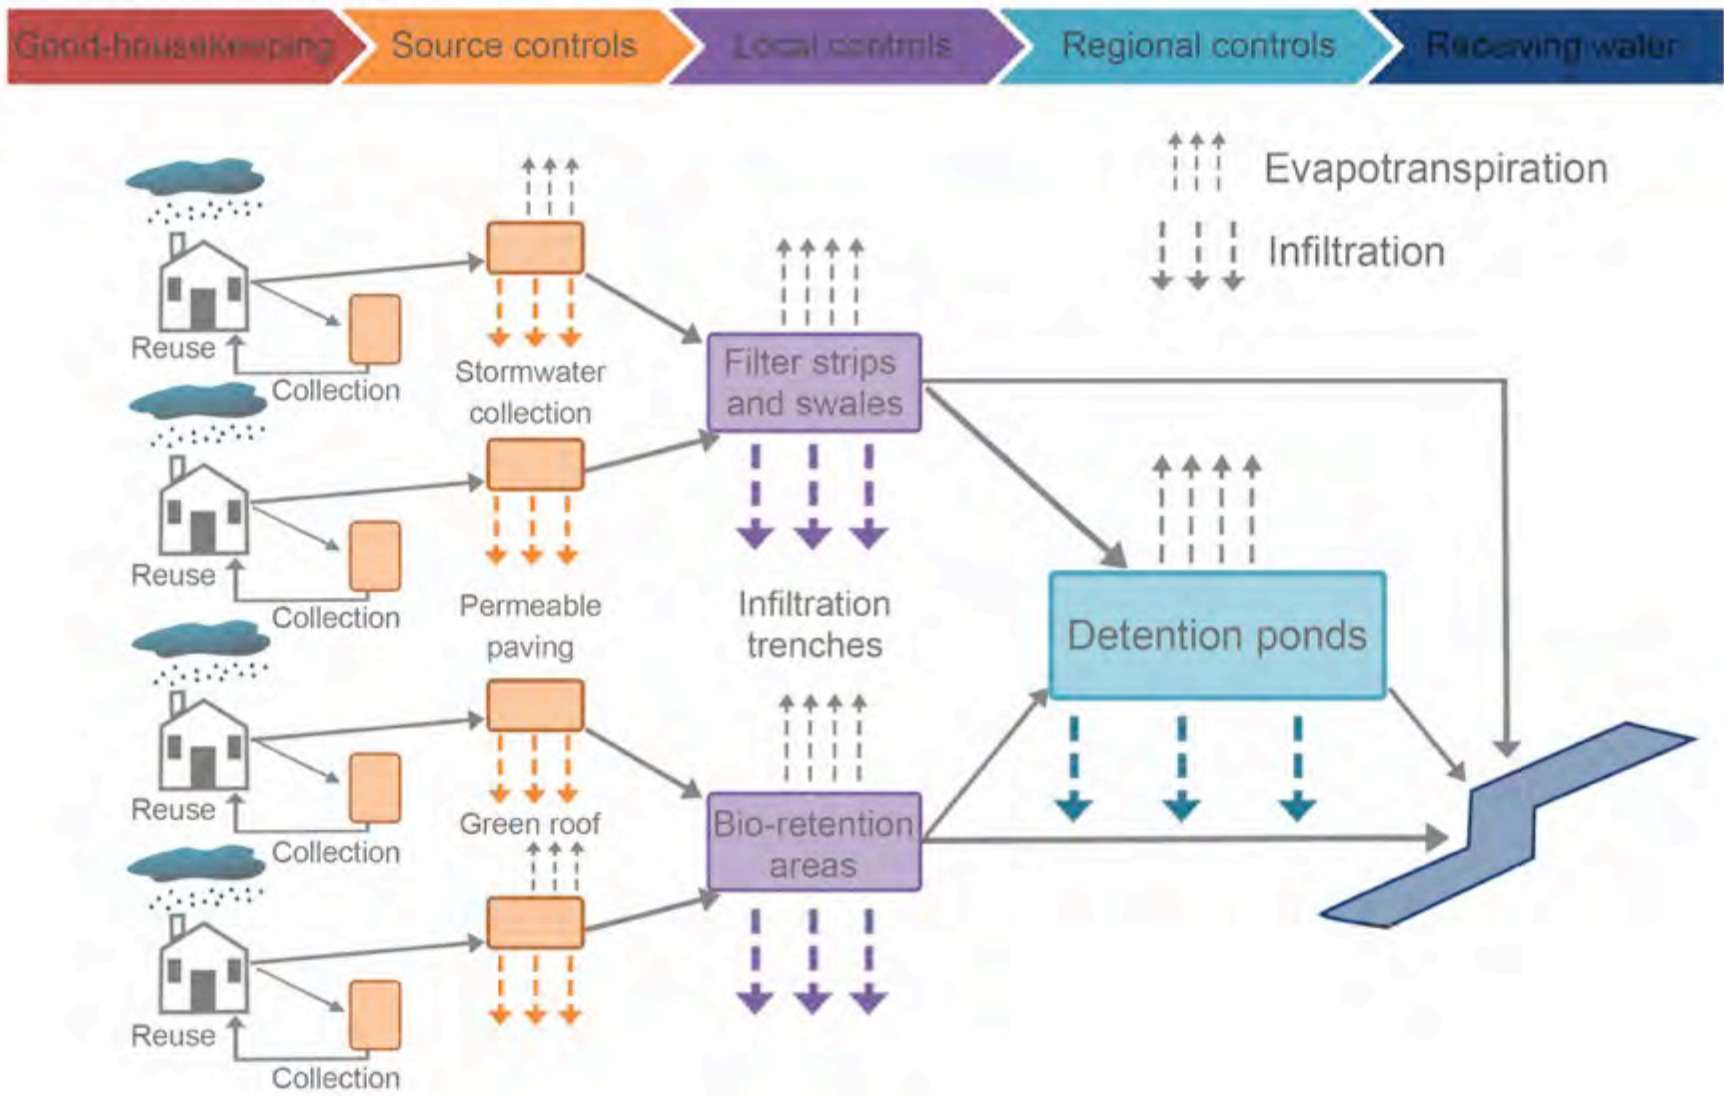 Good-housekeeping
Source controls
Local controls
Regional controls
Receiving water
Evapotranspiration
Infiltration
Reuse
Collection
Stormwater
collection
Filter strips
and swales
Reuse
Collection
Permeable
paving
Infiltration
trenches
Detention ponds
Reuse
Collection
Green roof
Bio-retention
areas
Reuse
Collection